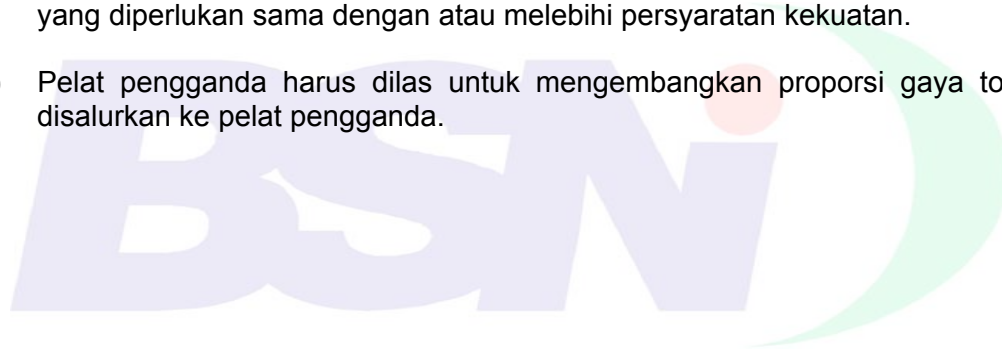 yang diperlukan sama dengan atau melebihi persyaratan kekuatan.
Pelat pengganda harus dilas untuk mengembangkan proporsi gaya
disalurkan ke pelat pengganda.
BSN